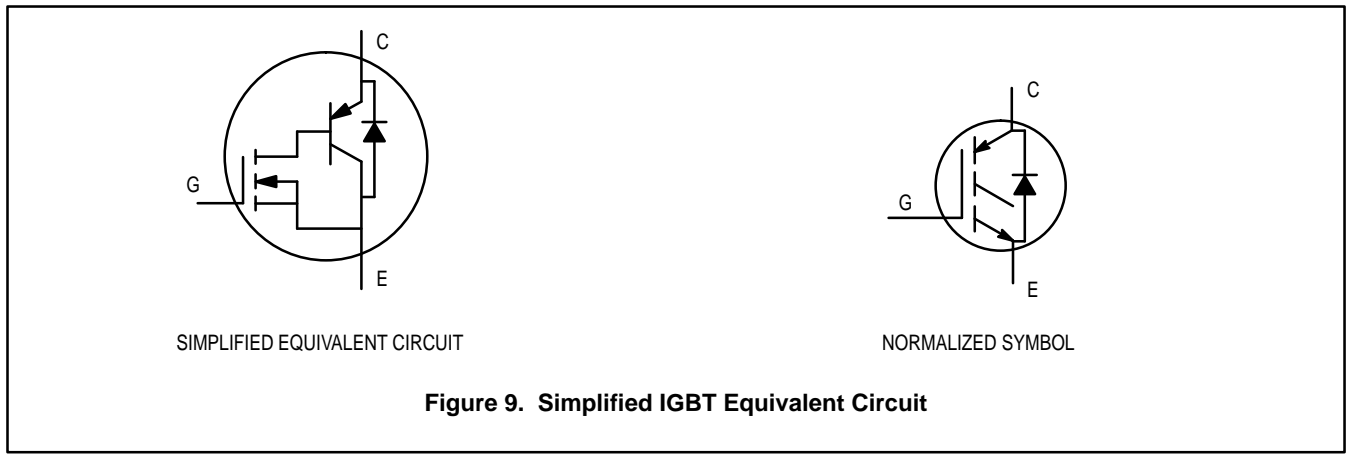 C
G
E
SIMPLIFIED EQUIVALENT CIRCUIT
C
G
E
NORMALIZED SYMBOL
Figure 9. Simplified IGBT Equivalent Circuit